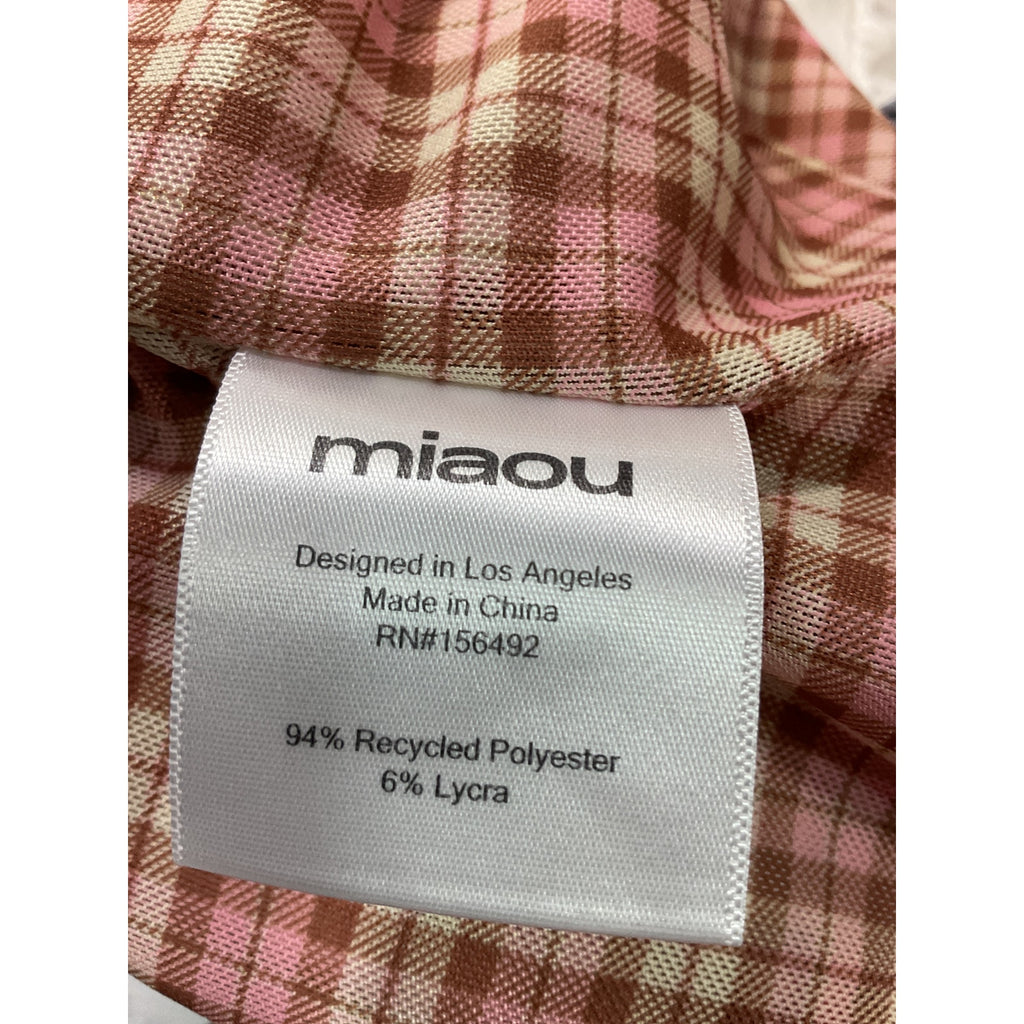 miaou
Designed in Los Angeles
Made in China
RN#156492
94% Recycled Polyester
6% Lycra